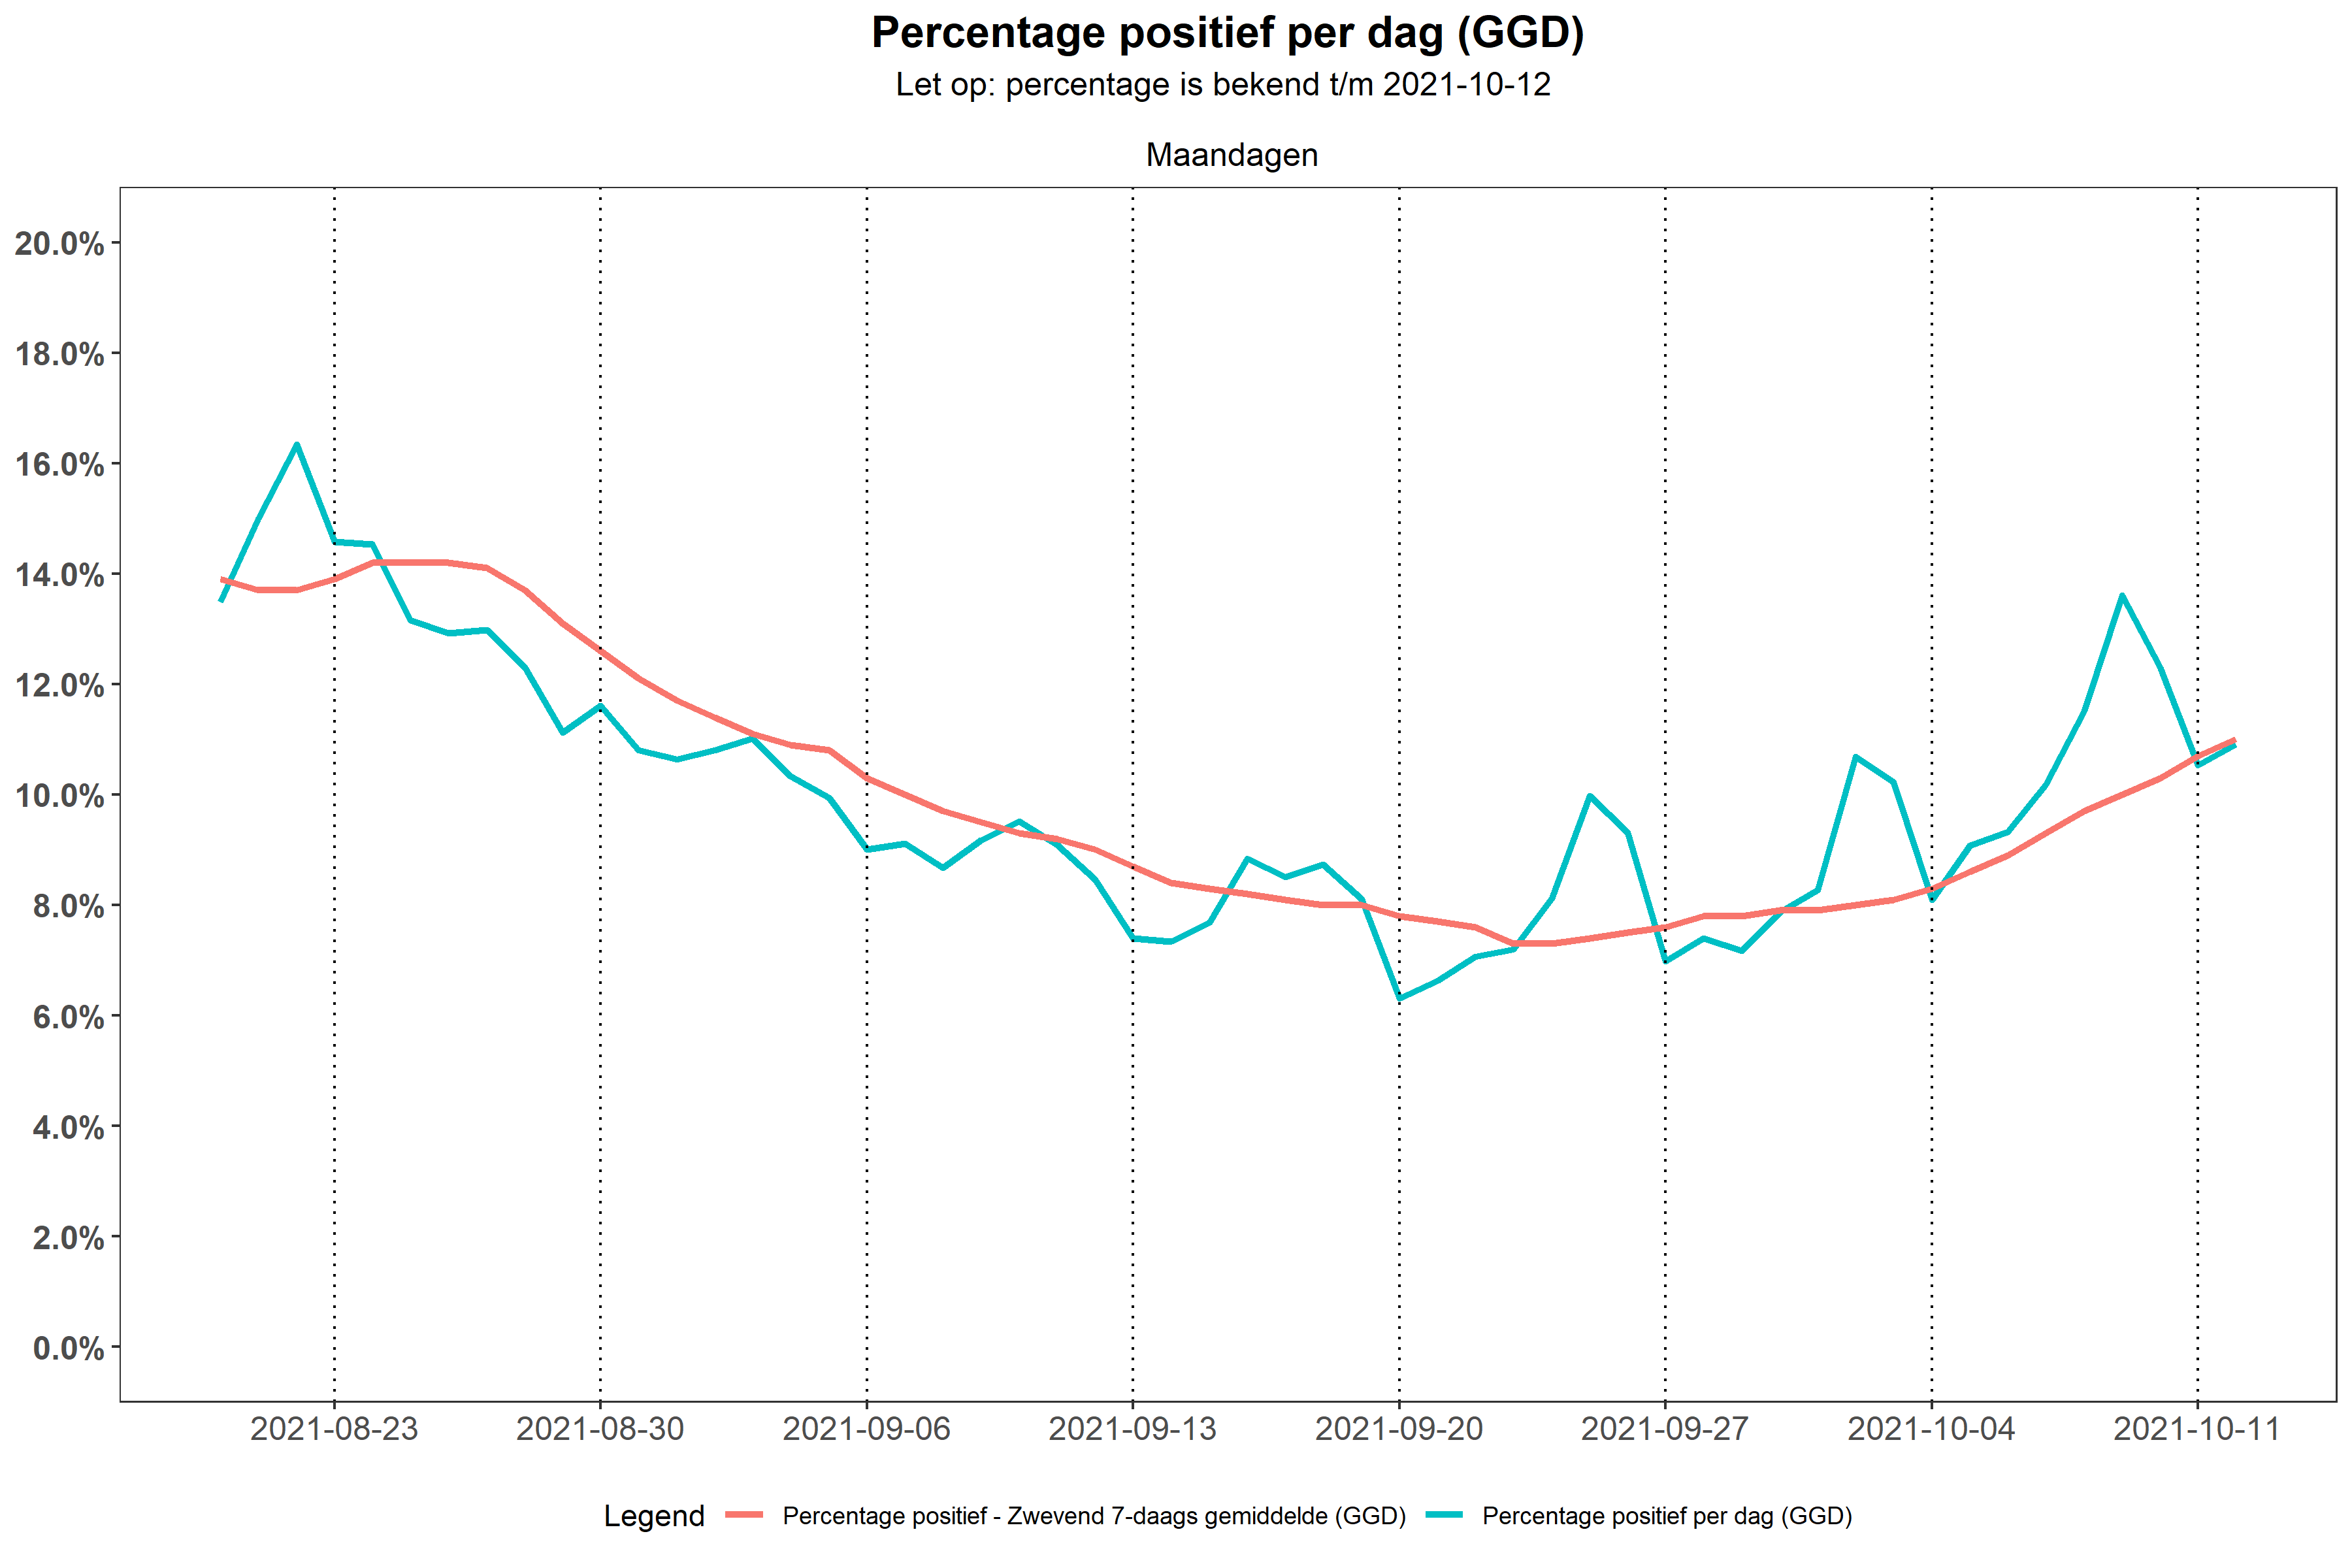 Percentage positief per dag (GGD)
Let op: percentage is bekend t/m 2021-10-12
Maandagen
20.0%
18.0%
16.0%
14.0%
12.0%
10.0%
8.0%
6.0%
4.0%
2.0%
0.0%
2021-08-23 2021-08-30 2021-09-06 2021-09-13 2021-09-20 2021-09-27 2021-10-04 2021-10-11
Legend Percentage positief - Zwevend 7-daags gemiddelde (GGD) Percentage positief per dag (GGD)